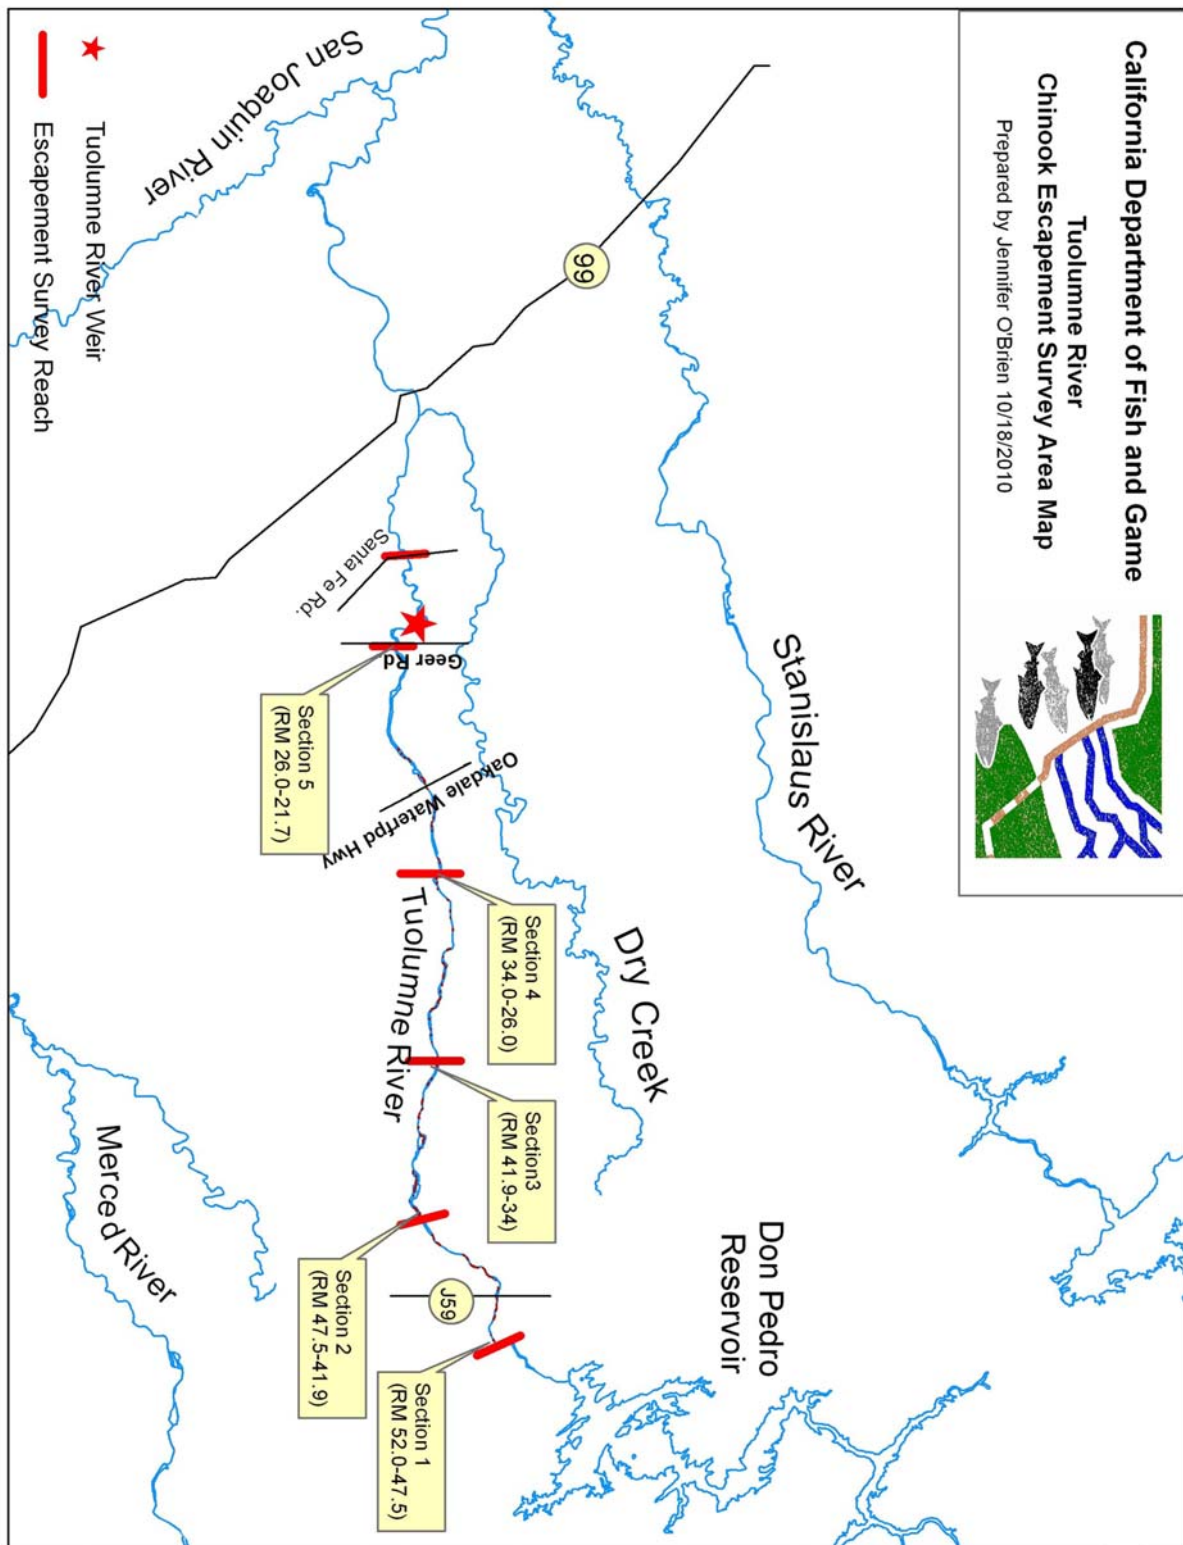 California Department of Fish and Game
Tuolumne River
Chinook Escapement Survey Area Map
Prepared by Jennifer O'Brien 10/18/2010
Stanislaus River
99
Dry Creek
Don Pedro
Reservoir
San Joaquin River
Santa Fe Rd.
Geer Rd
Oakdale Waterfpd Hwy
Tuolumne River
J59
Section 5
(RM 26.0-21.7)
Section 4
(RM 34.0-26.0)
Section3
(RM 41.9-34)
Section 2
(RM 47.5-41.9)
Section 1
(RM 52.0-47.5)
Merced River
Tuolumne River Weir
Escapement Survey Reach